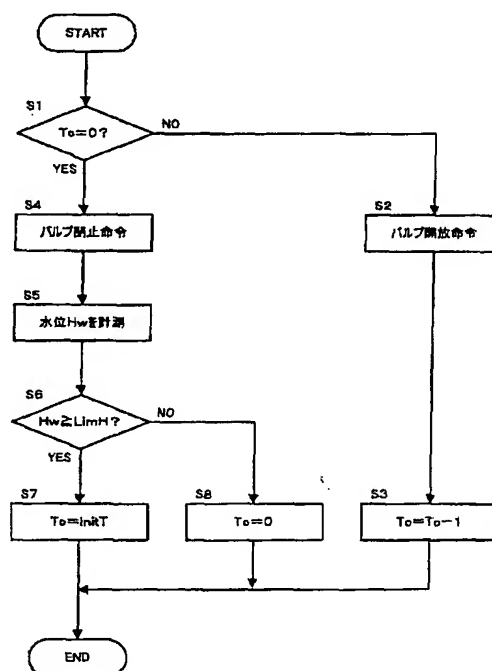 START
S1
To=0?
NO
YES
S4
バルブ閉止命令
S2
バルブ開放命令
S5
水位Hwを計測
S6
Hw≧LimH?
NO
YES
S7
To=InitT
S8
To=0
S3
To=To-1
END